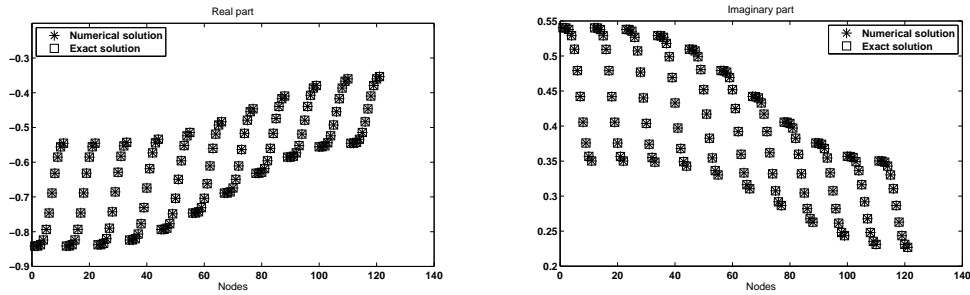 Real part
Numerical solution
Exact solution
−0.3
−0.4
−0.5
−0.6
−0.7
−0.8
−0.9
0 20 40 60 80 100 120 140
Nodes
Imaginary part
Numerical solution
Exact solution
0.55
0.5
0.45
0.4
0.35
0.3
0.25
0.2
0 20 40 60 80 100 120 140
Nodes